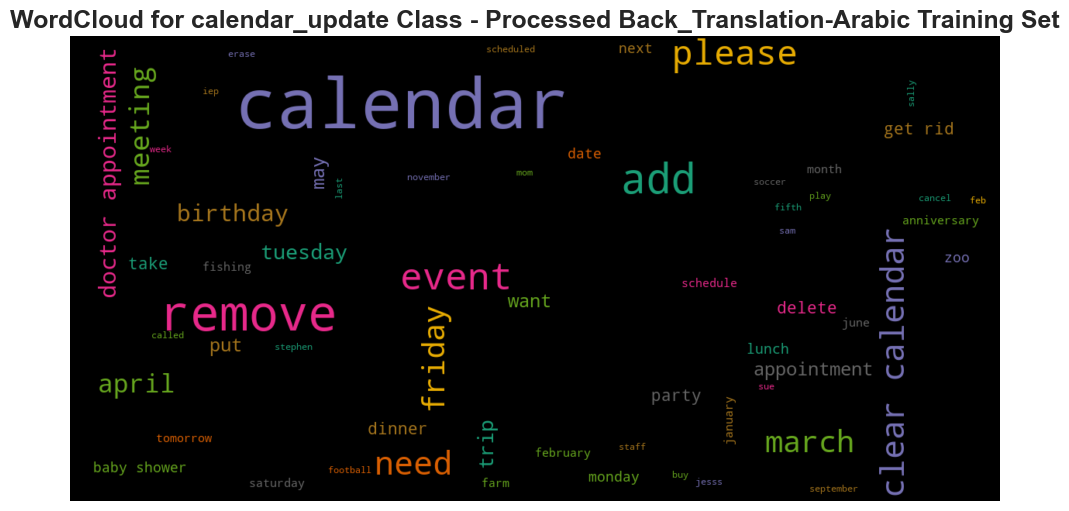 WordCloud for calendar_update Class - Processed Back_Translation-Arabic Training Set
erase
scheduled
next
please
doctor appointment
meeting
iep
calendar
sally
get rid
week
may
last
november
mom
date
add
month
soccer
play
fifth
sam
cancel
feb
anniversary
birthday
tuesday
take
fishing
event
want
zoo
clear calendar
schedule
delete
june
remove
called
put
stephen
friday
lunch
appointment
sue
april
party
january
march
tomorrow
dinner
trip
need
baby shower
saturday
football
farm
february
staff
monday
buy
jesss
september